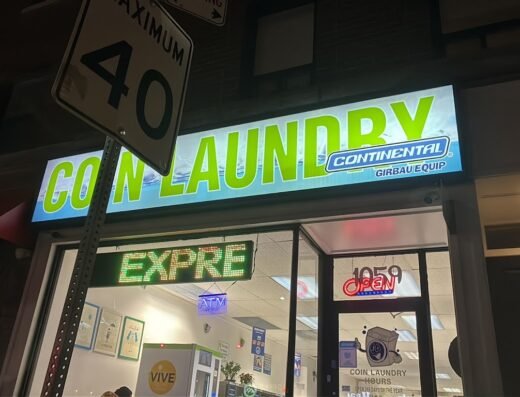 MAXIMUM
40
COIN LAUNDRY
CONTINENTAL
GIRBAU EQUIP
EXPRE
ATM
1059
OPEN
VIVE
COIN LAUNDRY
HOURS